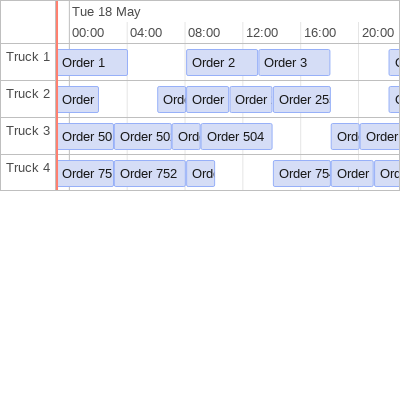 Tue 18 May
00:00 04:00 08:00 12:00 16:00 20:00
Truck 1 Order 1 Order 2 Order 3
Truck 2 Order Ord Order Order Order 25
Truck 3 Order 50 Order 50 Ord Order 504 Ord Order
Truck 4 Order 75 Order 752 Ord Order 75 Order Ord